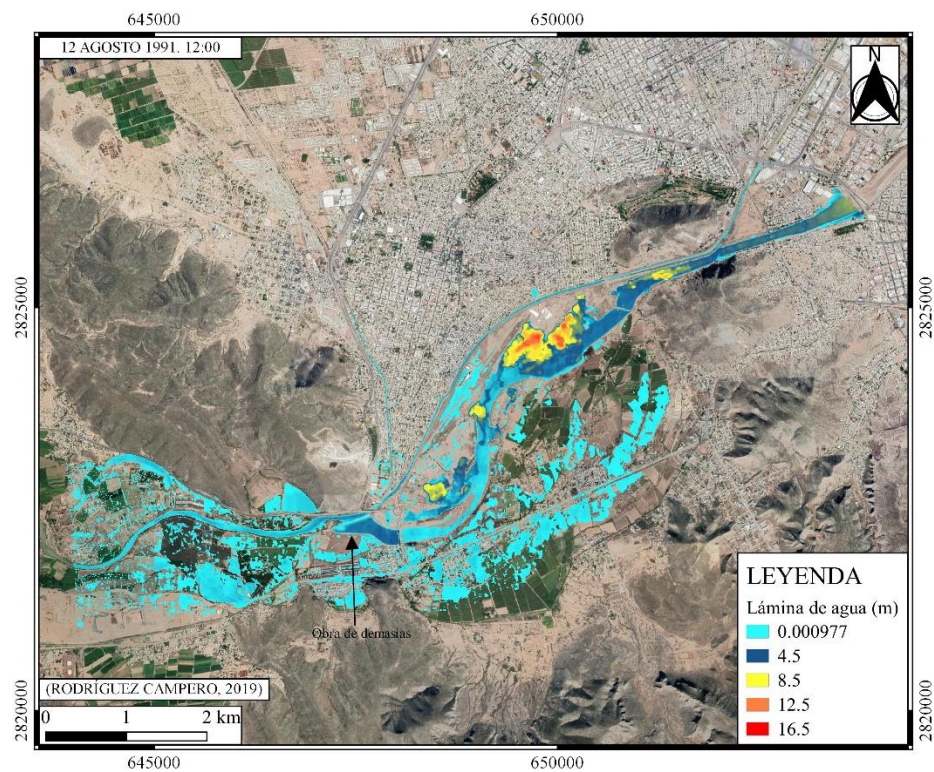 645000
650000
12 AGOSTO 1991. 12:00
N
2825000
2825000
Obra de demasías
LEYENDA
Lámina de agua (m)
0.000977
4.5
8.5
12.5
16.5
(RODRÍGUEZ CAMPERO, 2019)
0 1 2 km
2820000
2820000
645000
650000